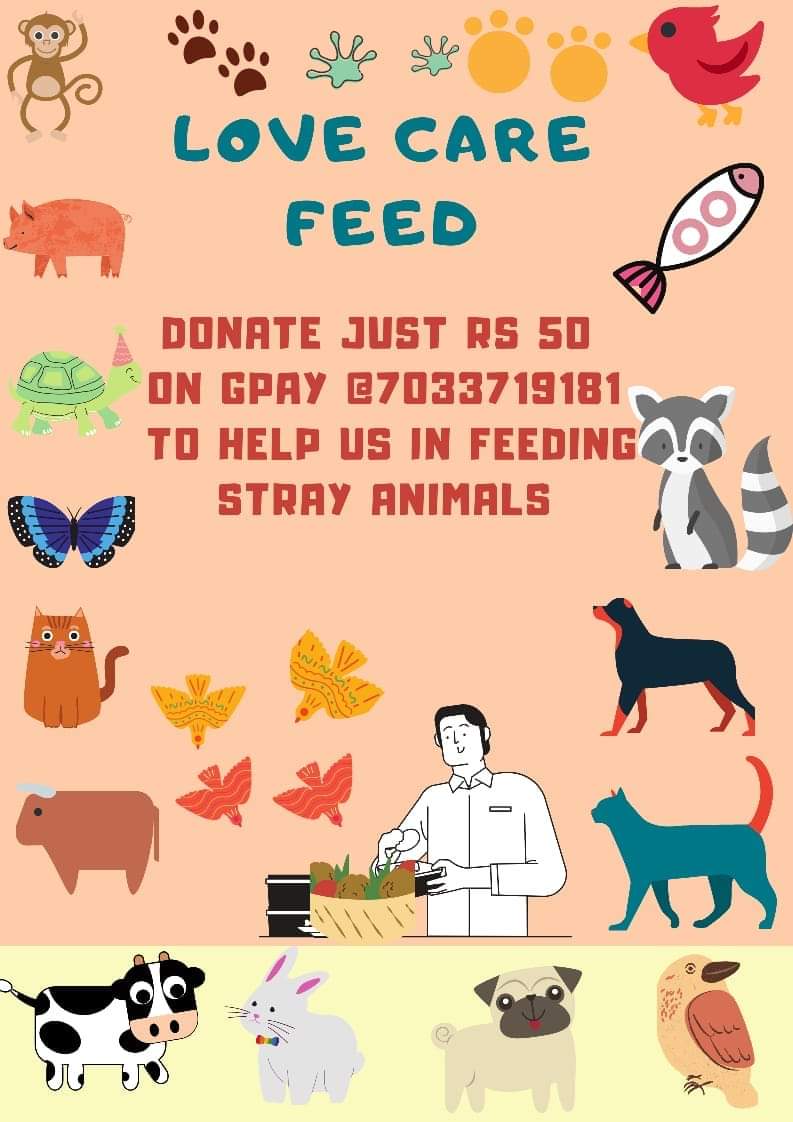 LOVE CARE
FEED
DONATE JUST RS 50
ON GPAY @7033719181
TO HELP US IN FEEDING
STRAY ANIMALS